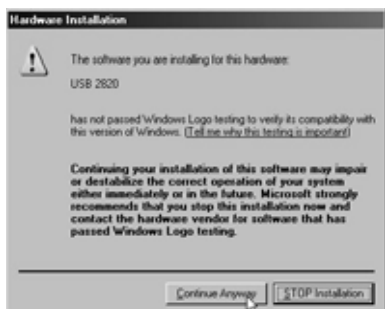 Hardware Installation
The software you are installing for this hardware:
USB 2820
has not passed Windows Logo testing to verify its compatibility with
this version of Windows. (Tell me why this testing is important)
Continuing your installation of this software may impair
or destabilize the correct operation of your system
either immediately or in the future. Microsoft strongly
recommends that you stop this installation now and
contact the hardware vendor for software that has
passed Windows Logo testing.
Continue Anyway STOP Installation